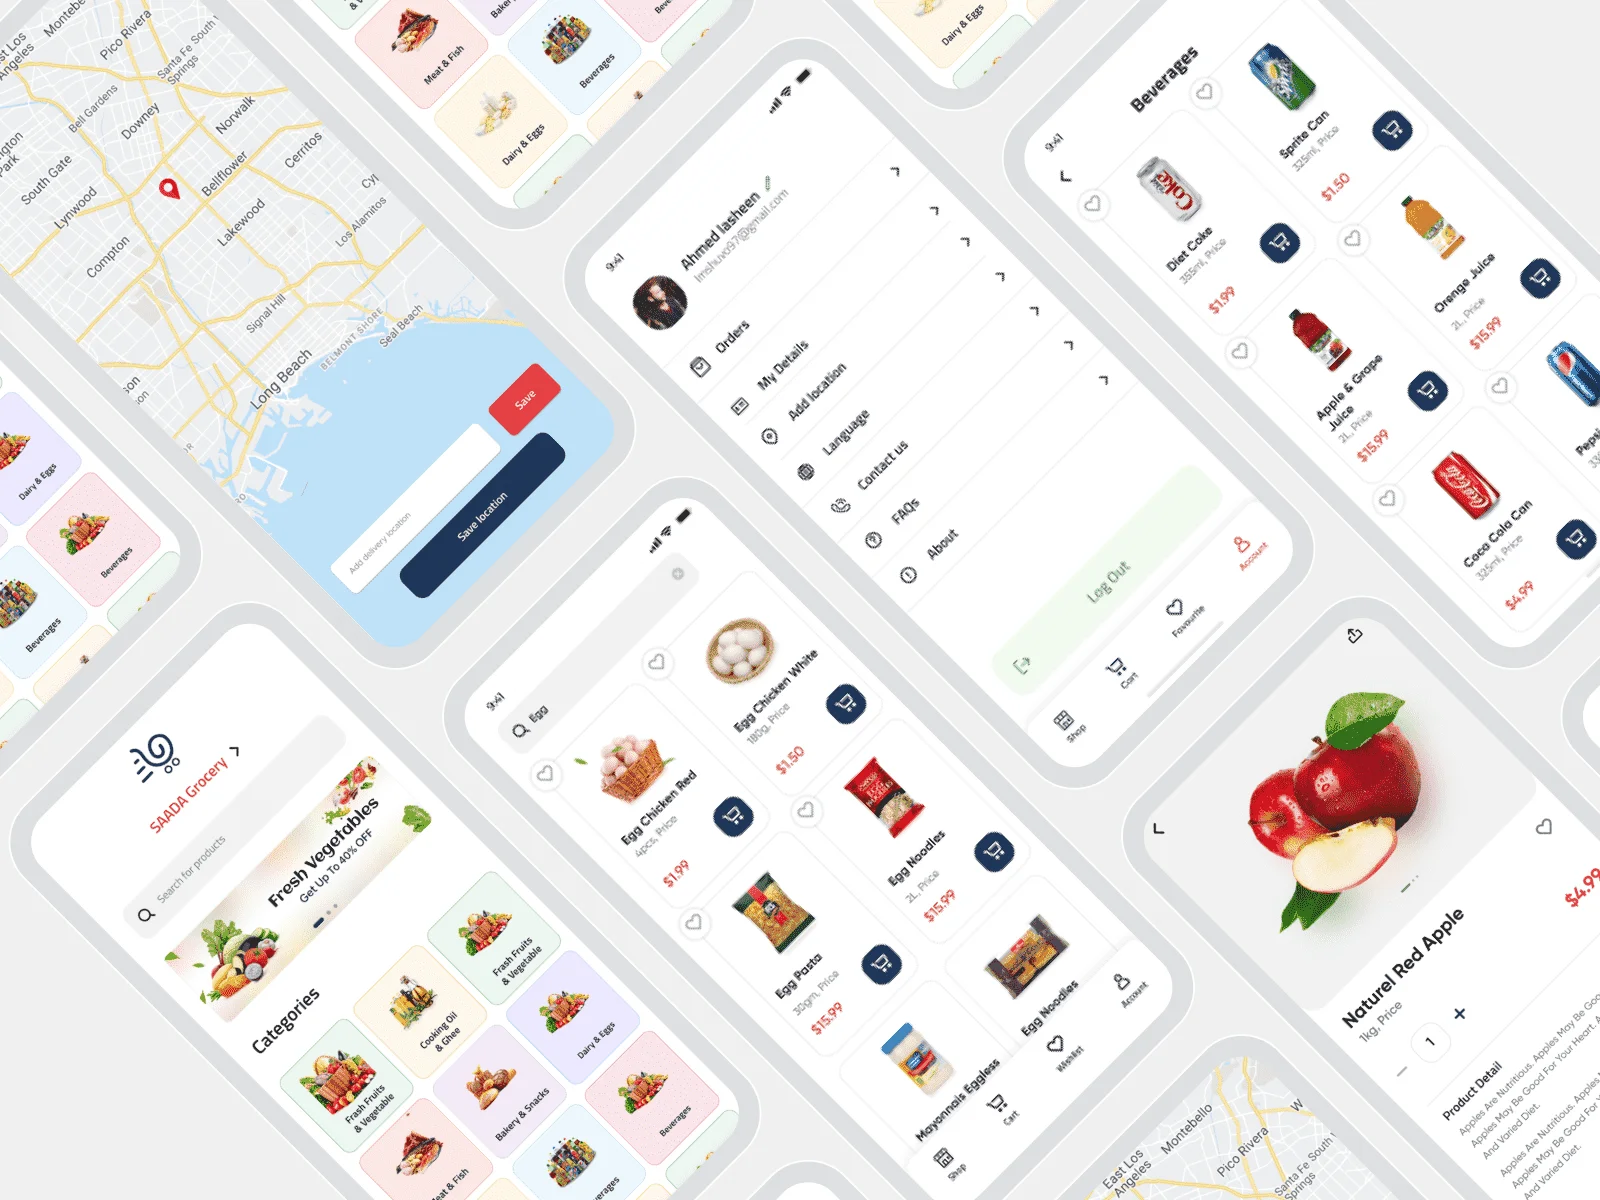 Montebello
Pico Rivera
East Los
Angeles
Santa Fe South
Springs
Bell Gardens
Downey
Norwalk
South Gate
Bellflower
Cerritos
Lynwood
Lakewood
Compton
Los Alamitos
Signal Hill
BELMONT SHORE
Seal Beach
Long Beach
Save
Add delivery location
Save location
Meat & Fish
Beverages
Dairy & Eggs
Dairy & Eggs
Dairy & Eggs
Beverages
Beverages
9:41
Ahmed lasheen
Imshuvo97@gmail.com
Orders
My Details
Add location
Language
Contact us
FAQs
About
Log Out
Shop
Cart
Favourite
Account
9:41
Beverages
Diet Coke
355ml, Price
$1.99
Sprite Can
325ml, Price
$1.50
Apple & Grape
Juice
2L, Price
$15.99
Orange Juice
2L, Price
$15.99
Coca Cola Can
325ml, Price
$4.99
SAADA Grocery
Search for products
Fresh Vegetables
Get Up To 40% OFF
Categories
Frash Fruits
& Vegetable
Cooking Oil
& Ghee
Frash Fruits
& Vegetable
Meat & Fish
Bakery & Snacks
Dairy & Eggs
Beverages
Beverages
9:41
Egg
Egg Chicken Red
4pcs, Price
$1.99
Egg Chicken White
180g, Price
$1.50
Egg Pasta
30gm, Price
$15.99
Egg Noodles
2L, Price
$15.99
Mayonnais Eggless
Egg Noodles
Shop
Cart
Wishlist
Account
Naturel Red Apple
1kg, Price
1
$4.99
Product Detail
Apples Are Nutritious. Apples May Be Good
Apples May Be Good For Your Heart.
And Varied Diet.
Apples Are Nutritious. Apples
Apples May Be Good For
And Varied Diet.
East Los
Angeles
Montebello
Pico Rivera
Santa Fe South
Springs